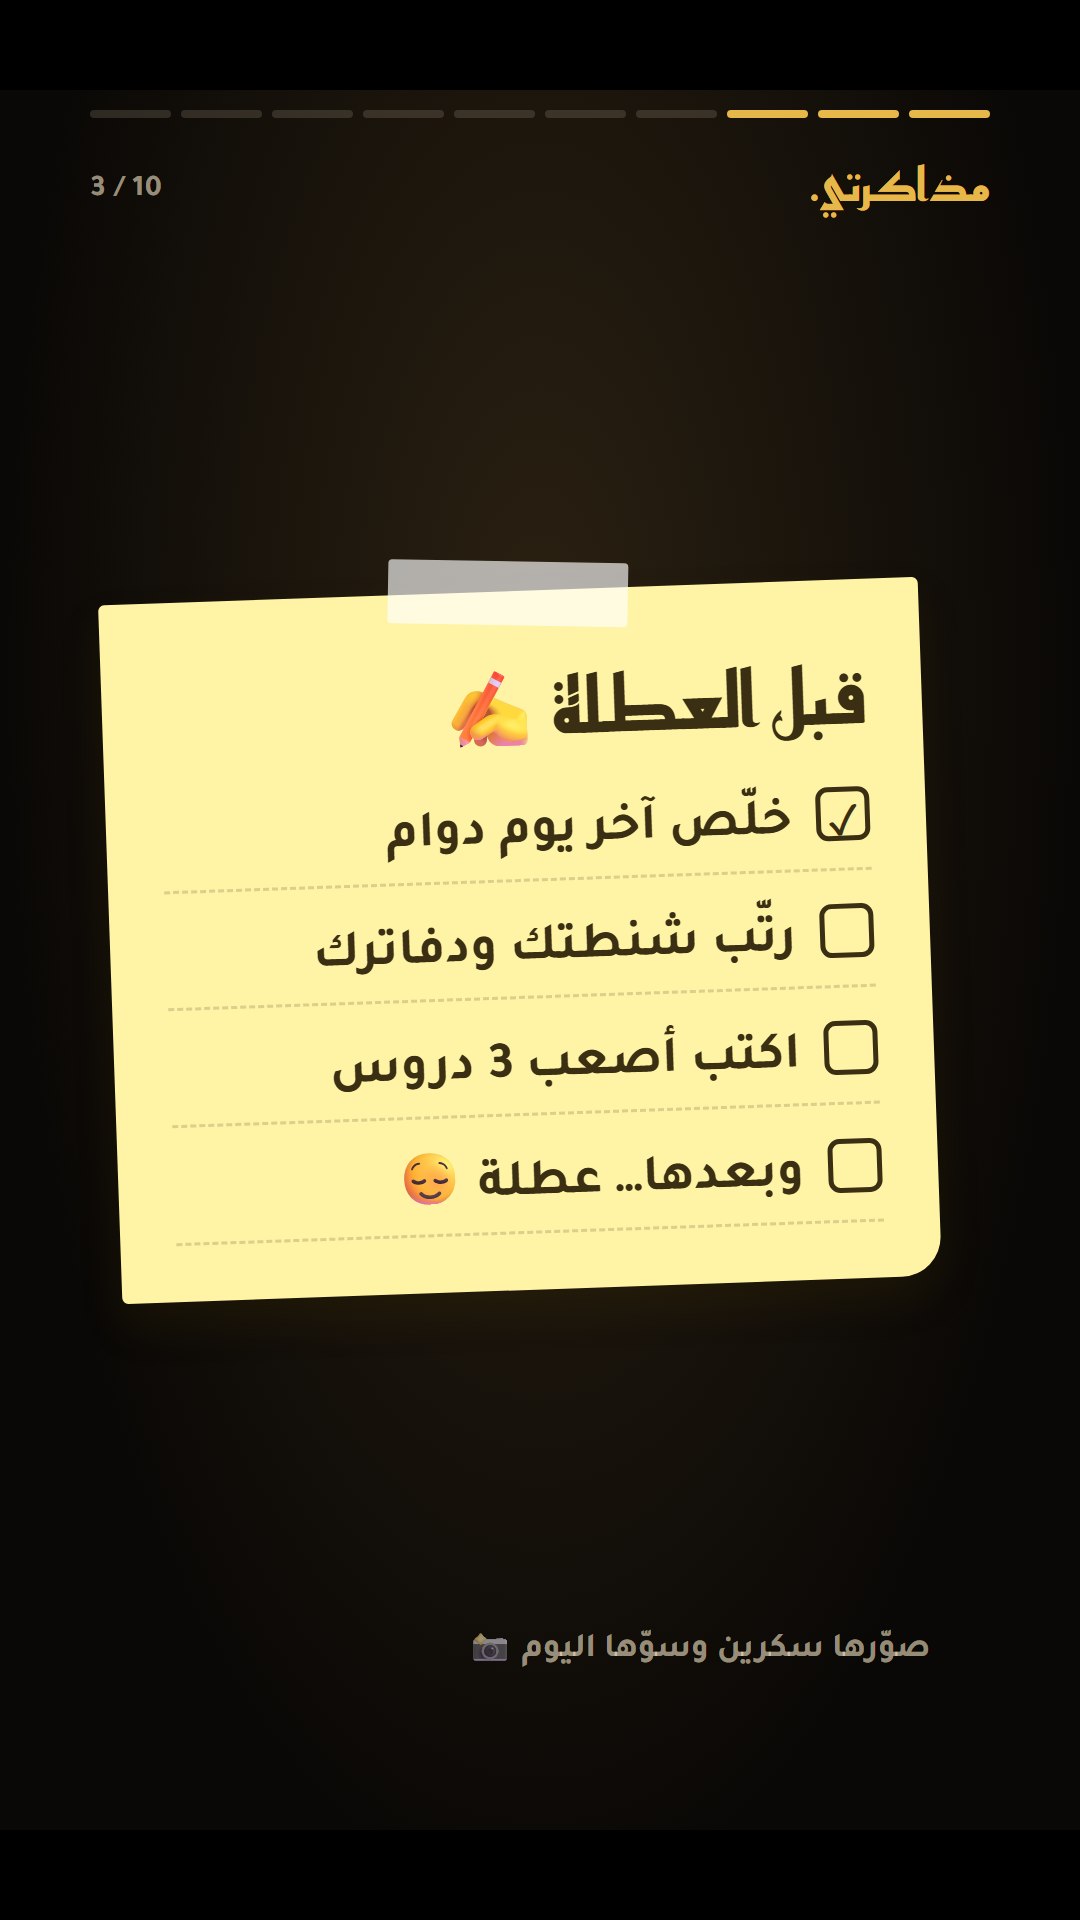 مذاكرتي.
3 / 10
قبل العطلة ✍️
✓ خلّص آخر يوم دوام
رتّب شنطتك ودفاترك
اكتب أصعب 3 دروس
وبعدها... عطلة 😌
صوّرها سكرين وسوّها اليوم 📸